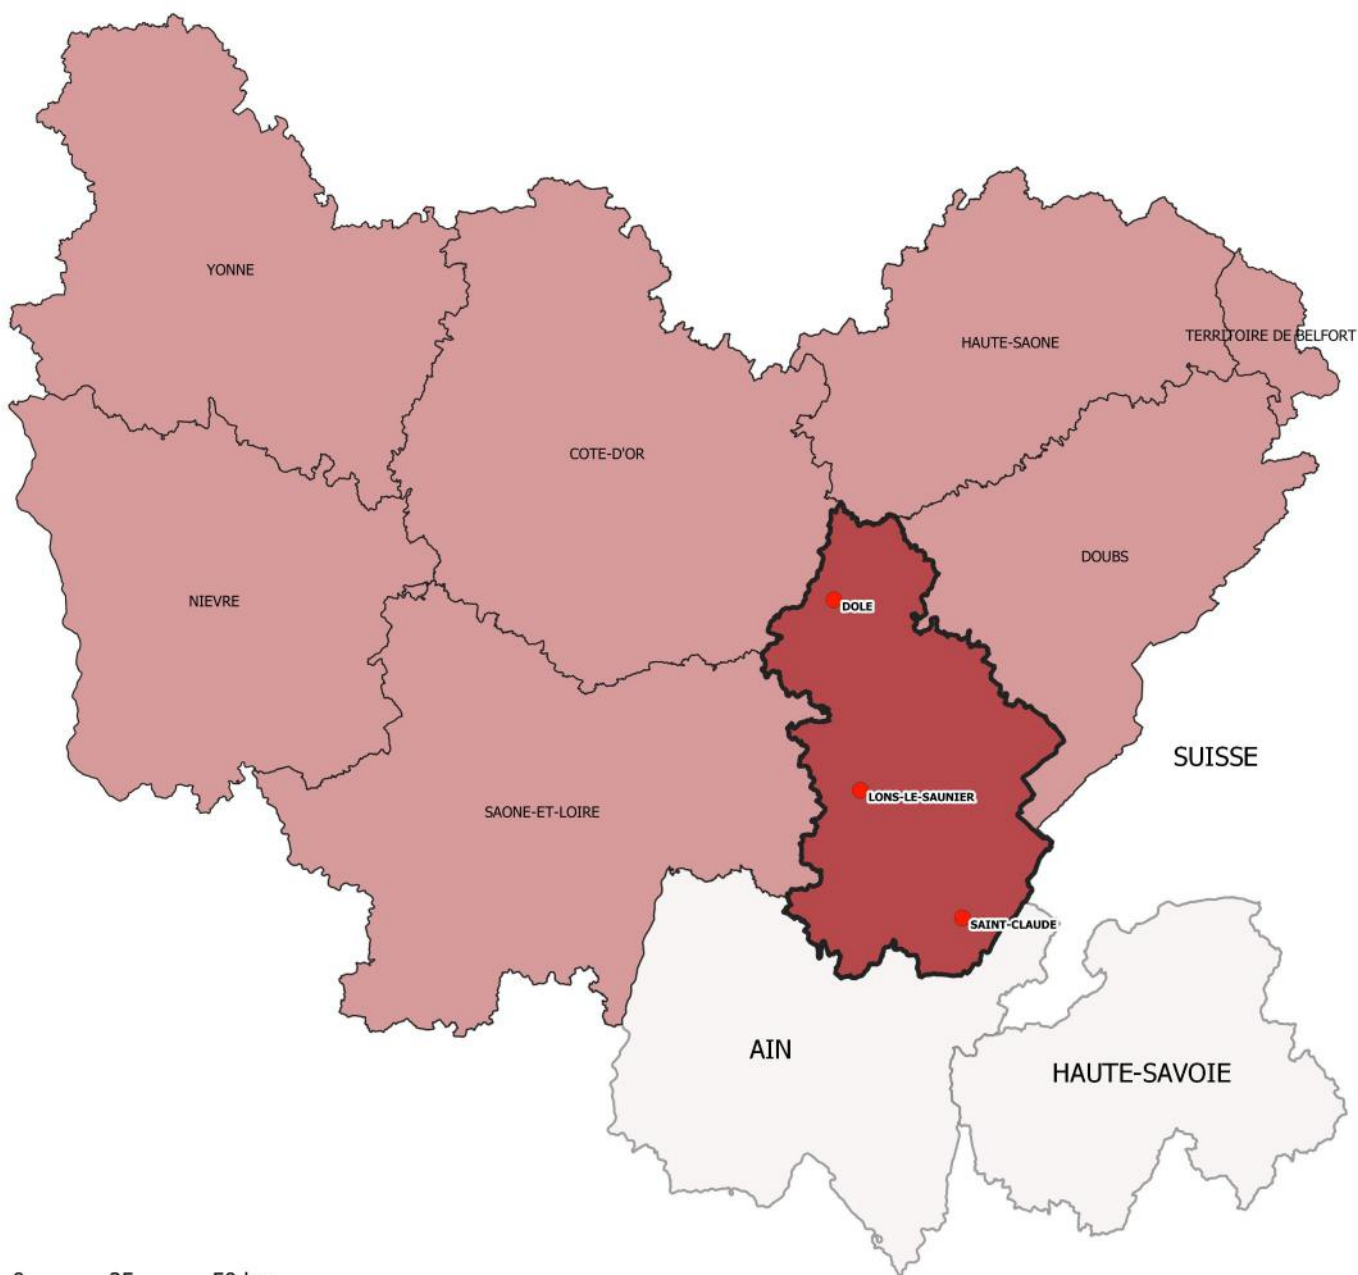 YONNE
HAUTE-SAONE
TERRITOIRE DE BELFORT
COTE-D'OR
DOUBS
NIEVRE
DOLE
SUISSE
LONS-LE-SAUNIER
SAONE-ET-LOIRE
SAINT-CLAUDE
AIN
HAUTE-SAVOIE